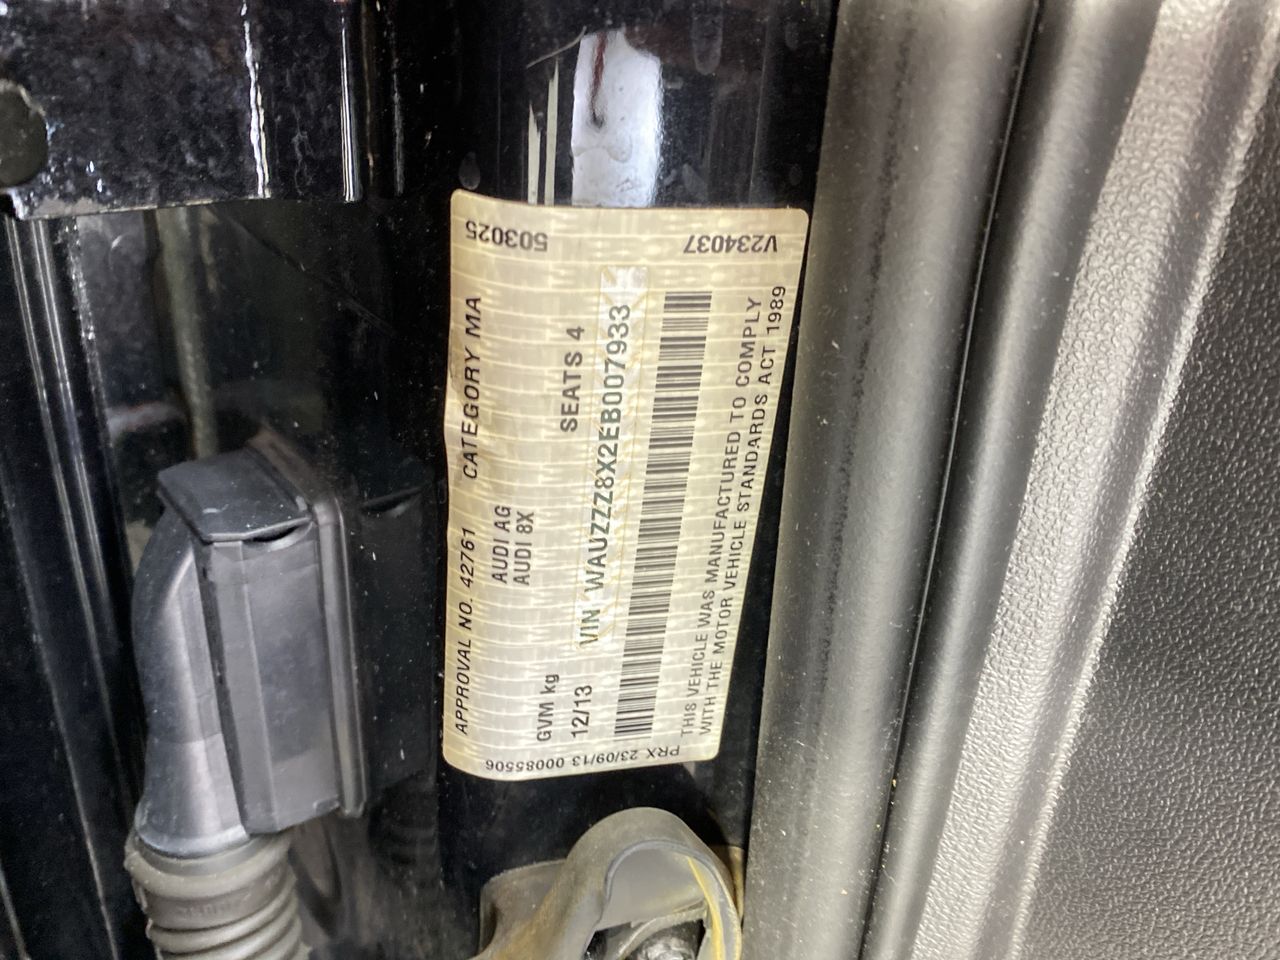 503025
V234037
APPROVAL NO. 42761 CATEGORY MA
AUDI AG
AUDI 8X
GVM kg SEATS 4
12/13 VIN WAUZZZ8X2EB007933
THIS VEHICLE WAS MANUFACTURED TO COMPLY
WITH THE MOTOR VEHICLE STANDARDS ACT 1989
PRX 23/09/13 00085506